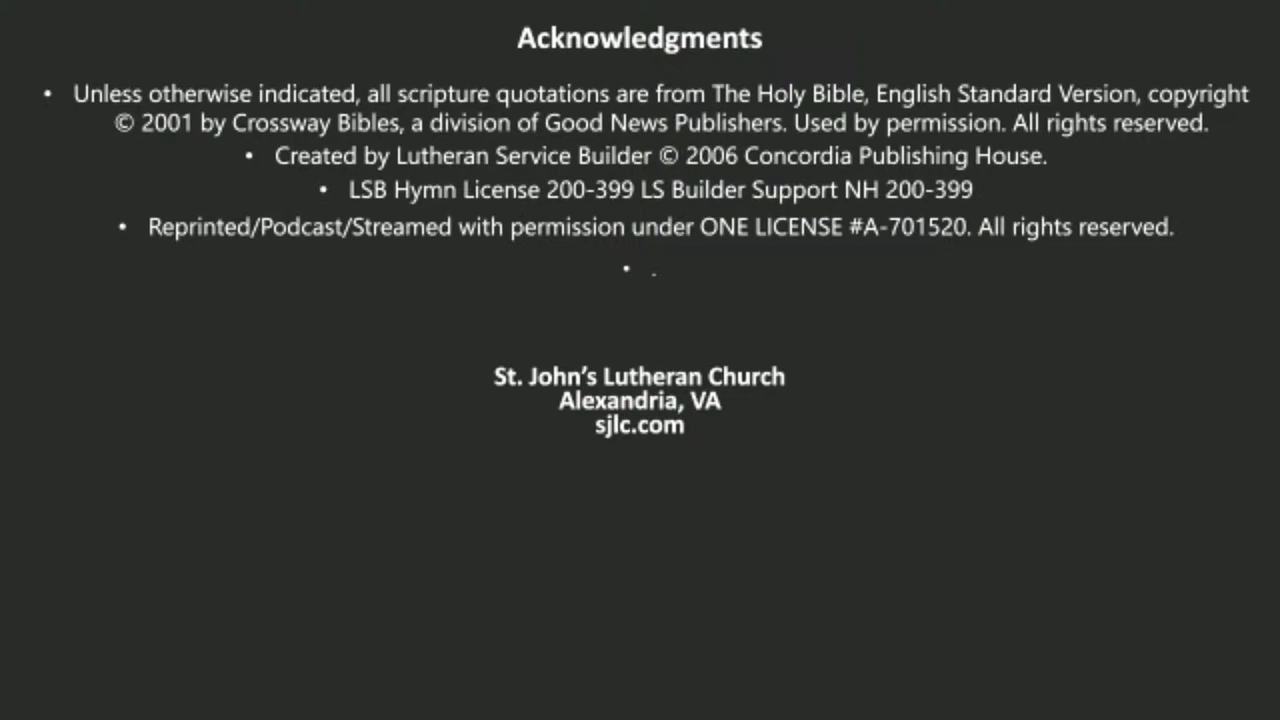 Acknowledgments
• Unless otherwise indicated, all scripture quotations are from The Holy Bible, English Standard Version, copyright
© 2001 by Crossway Bibles, a division of Good News Publishers. Used by permission. All rights reserved.
• Created by Lutheran Service Builder © 2006 Concordia Publishing House.
• LSB Hymn License 200-399 LS Builder Support NH 200-399
• Reprinted/Podcast/Streamed with permission under ONE LICENSE #A-701520. All rights reserved.
• .
St. John’s Lutheran Church
Alexandria, VA
sjlc.com